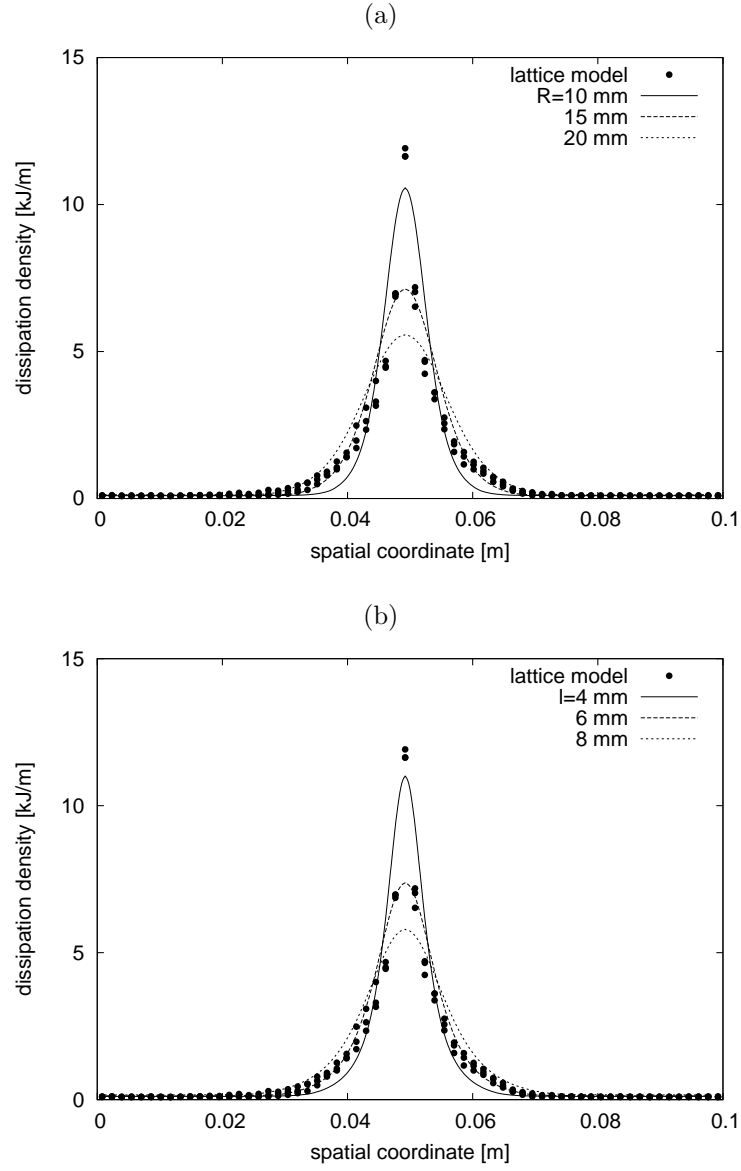 (a)
15
lattice model
R=10 mm
15 mm
20 mm
dissipation density [kJ/m]
10
5
0
0 0.02 0.04 0.06 0.08 0.1
spatial coordinate [m]
(b)
15
lattice model
l=4 mm
6 mm
8 mm
dissipation density [kJ/m]
10
5
0
0 0.02 0.04 0.06 0.08 0.1
spatial coordinate [m]